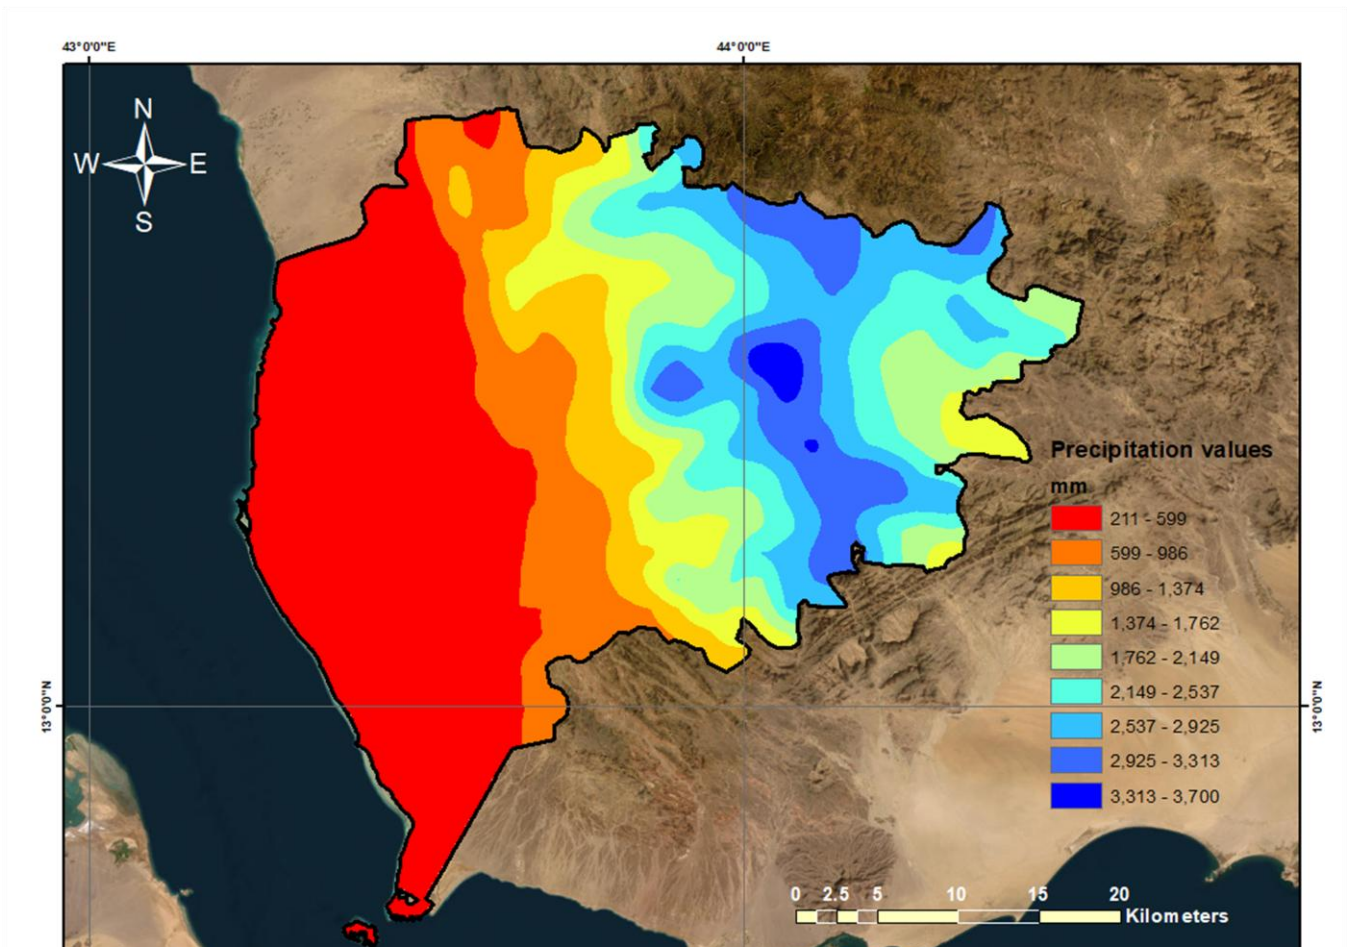 43°0'0"E
44°0'0"E
N
W
E
S
Precipitation values
mm
211 - 599
599 - 986
986 - 1,374
1,374 - 1,762
1,762 - 2,149
2,149 - 2,537
2,537 - 2,925
2,925 - 3,313
3,313 - 3,700
13°0'0"N
13°0'0"N
0 2.5 5 10 15 20
Kilometers